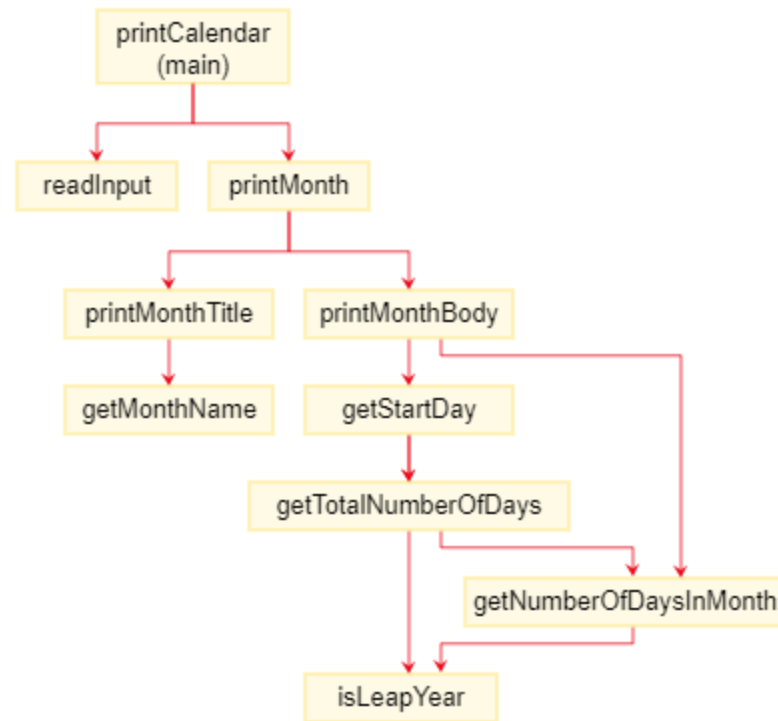 printCalendar
(main)
readInput
printMonth
printMonthTitle
printMonthBody
getMonthName
getStartDay
getTotalNumberOfDays
getNumberOfDaysInMonth
isLeapYear